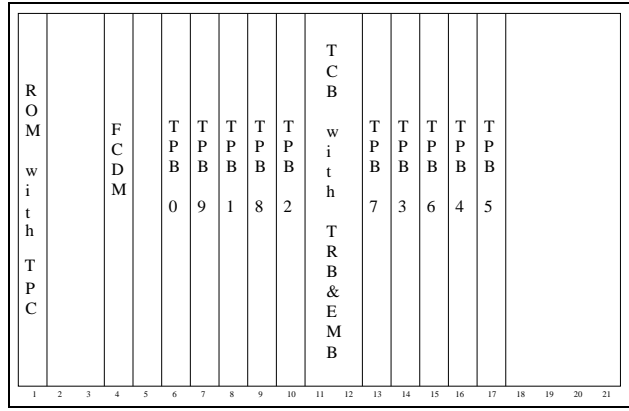 ROM with TPC
FCDM
TPB 0
TPB 9
TPB 1
TPB 8
TPB 2
TCB with TRB&EMB
TPB 7
TPB 3
TPB 6
TPB 4
TPB 5
1 2 3 4 5 6 7 8 9 10 11 12 13 14 15 16 17 18 19 20 21